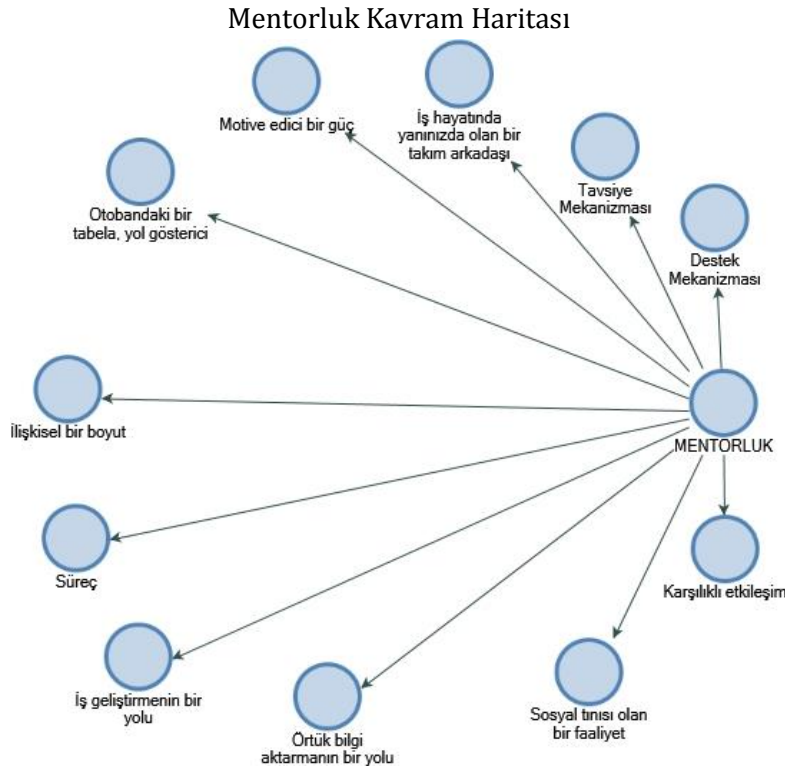 Mentorluk Kavram Haritası
Motive edici bir güç
İş hayatında
yanınızda olan bir
takım arkadaşı
Tavsiye
Mekanizması
Otobandaki bir
tabela, yol gösterici
Destek
Mekanizması
İlişkisel bir boyut
MENTORLUK
Süreç
Karşılıklı etkileşim
İş geliştirmenin bir
yolu
Örtük bilgi
aktarmanın bir yolu
Sosyal tınısı olan
bir faaliyet